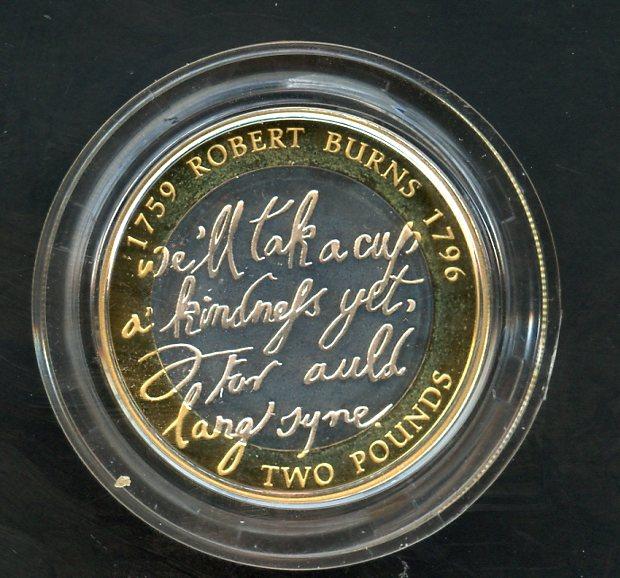 1759 ROBERT BURNS 1796
we'll tak a cup
a' kindneſs yet,
For auld
lang syne.
TWO POUNDS